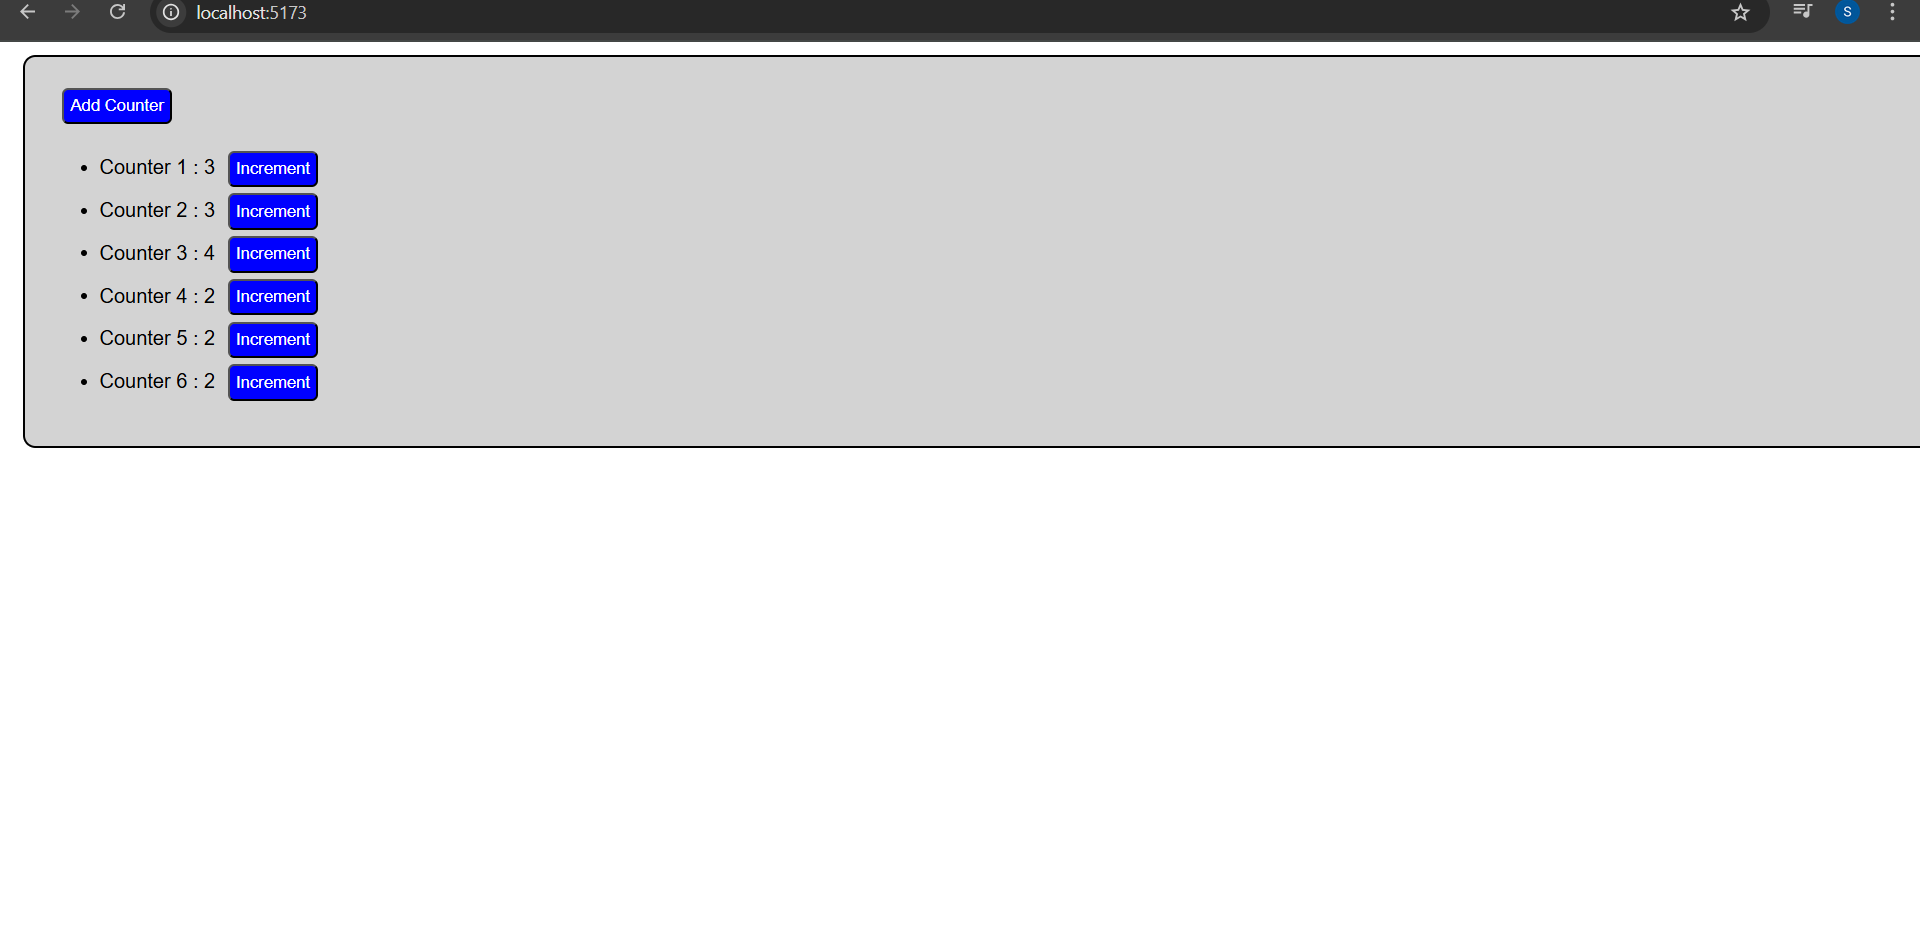 localhost:5173
S
Add Counter
• Counter 1 : 3 Increment
• Counter 2 : 3 Increment
• Counter 3 : 4 Increment
• Counter 4 : 2 Increment
• Counter 5 : 2 Increment
• Counter 6 : 2 Increment